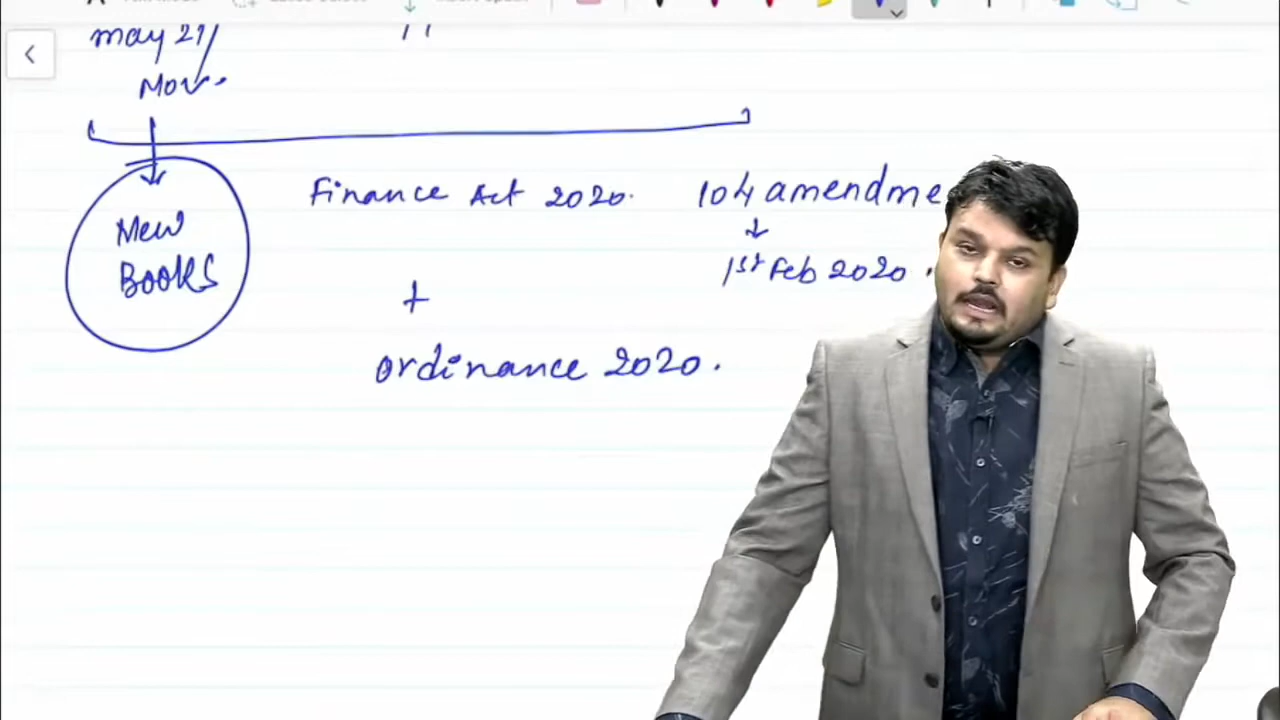 may 21/
Nov.
New
Books
Finance Act 2020.
+
ordinance 2020.
104 amendme
1st Feb 2020.